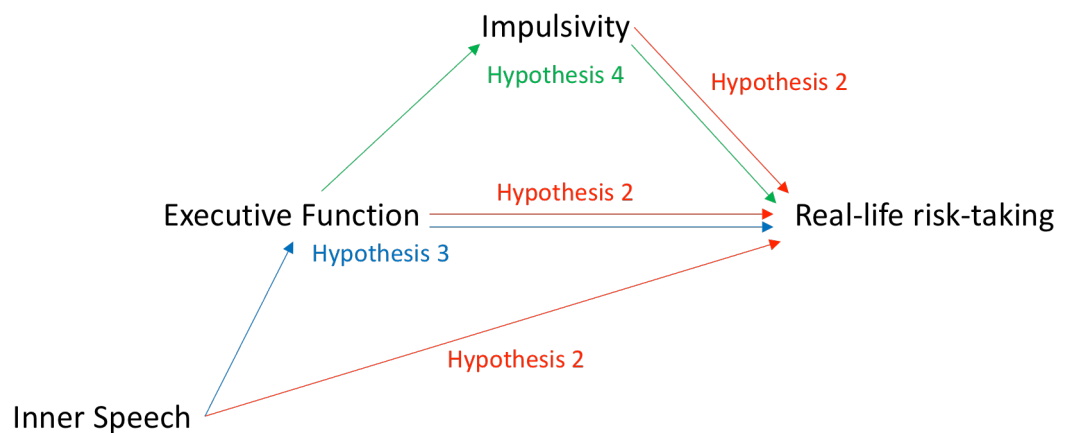 Impulsivity
Hypothesis 4
Hypothesis 2
Hypothesis 2
Executive Function
Real-life risk-taking
Hypothesis 3
Hypothesis 2
Inner Speech